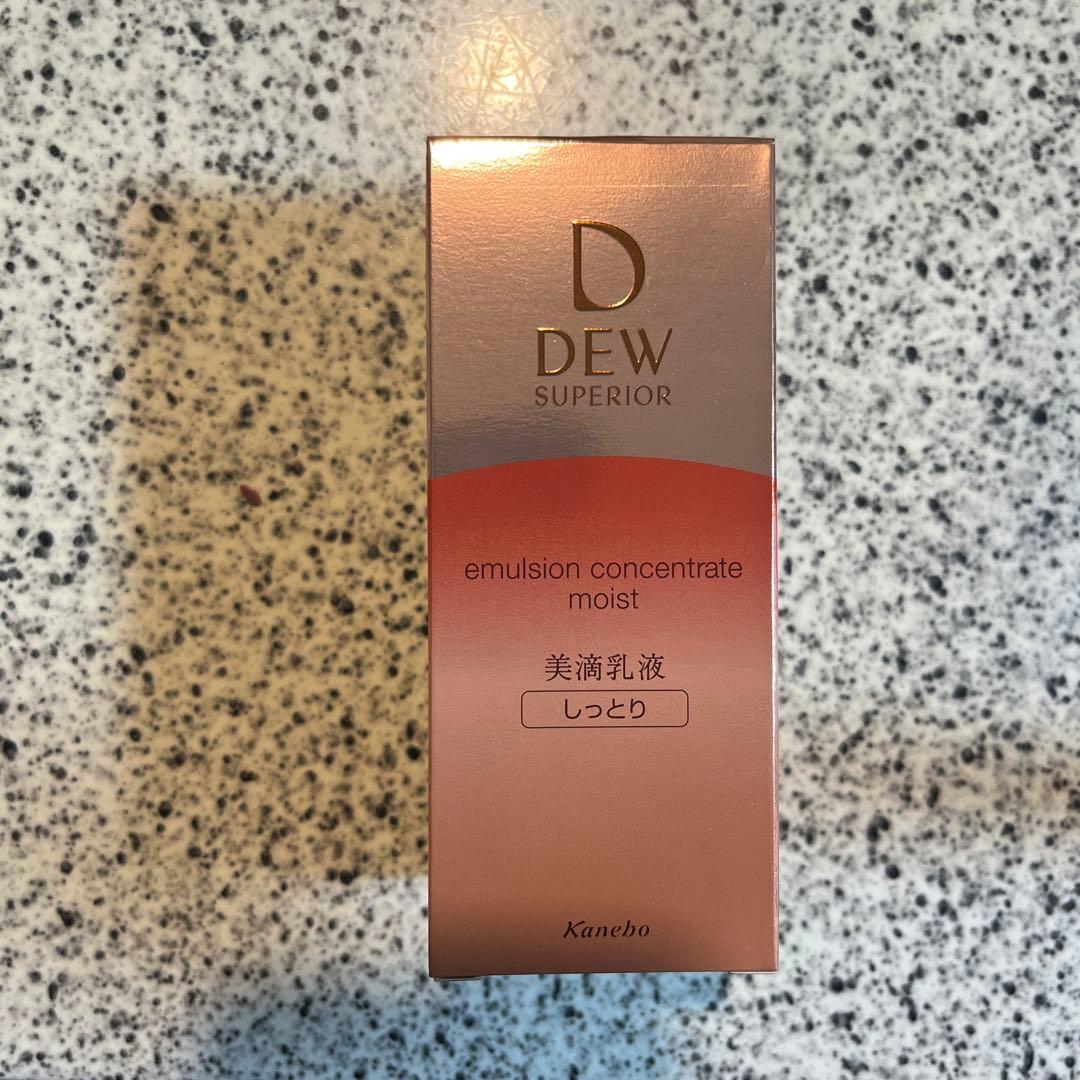 D
DEW
SUPERIOR
emulsion concentrate
moist
美滴乳液
しっとり
Kanebo